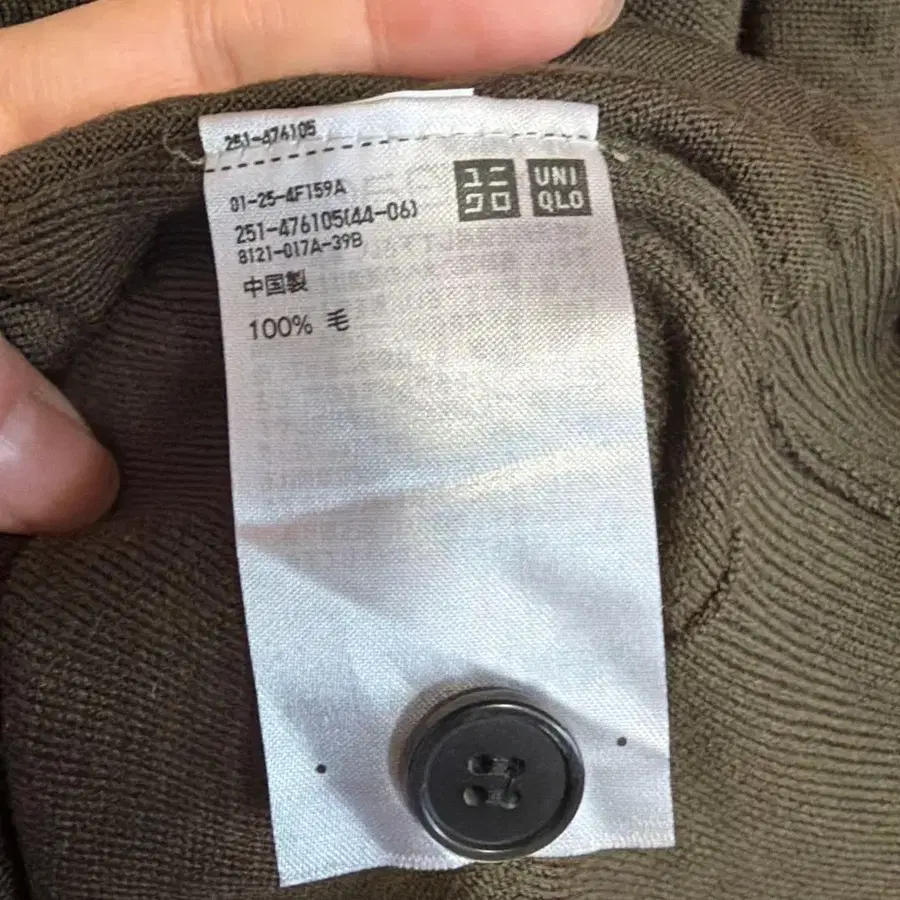 251-476105
ユニ
クロ
UNI
QLO
01-25-4F159A
251-476105(44-06)
8121-017A-39B
中国製
100% 毛